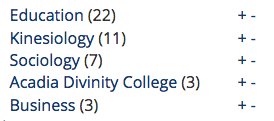 Education (22) + -
Kinesiology (11) + -
Sociology (7) + -
Acadia Divinity College (3) + -
Business (3) + -